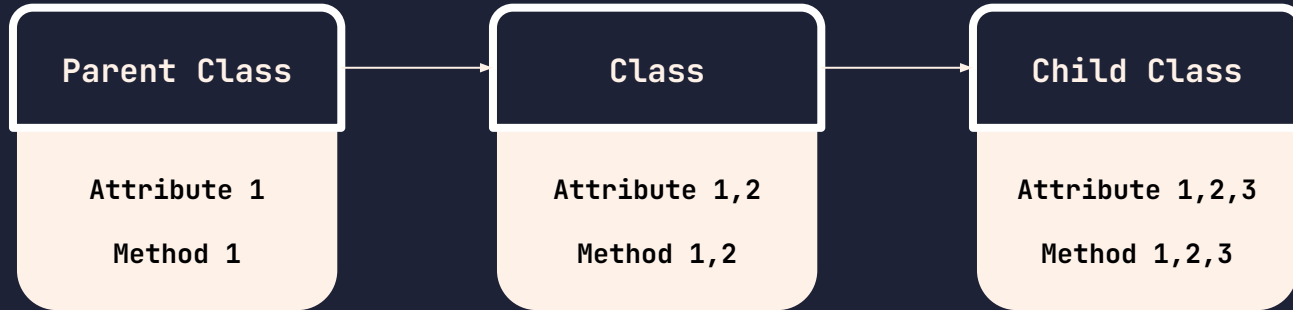 Parent Class
Class
Child Class
Attribute 1
Method 1
Attribute 1,2
Method 1,2
Attribute 1,2,3
Method 1,2,3